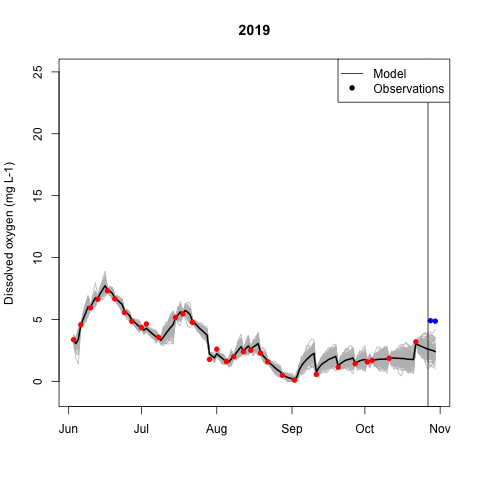 2019
Model
Observations
Dissolved oxygen (mg L-1)
25
20
15
10
5
0
Jun Jul Aug Sep Oct Nov